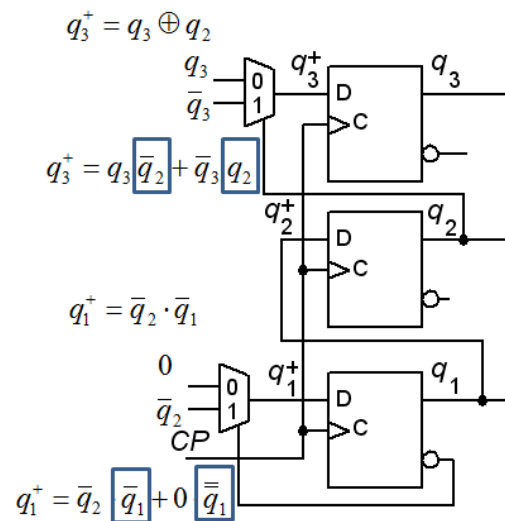 q₃⁺ = q₃ ⊕ q₂
q₃ 0 q₃⁺ D q₃
q̄₃ 1 C
q₃⁺ = q₃ q̄₂ + q̄₃ q₂
q₂⁺ D q₂
C
q₁⁺ = q̄₂ · q̄₁
0 0 q₁⁺ D q₁
q̄₂ 1 C
CP
q₁⁺ = q̄₂ q̄₁ + 0 q̿₁